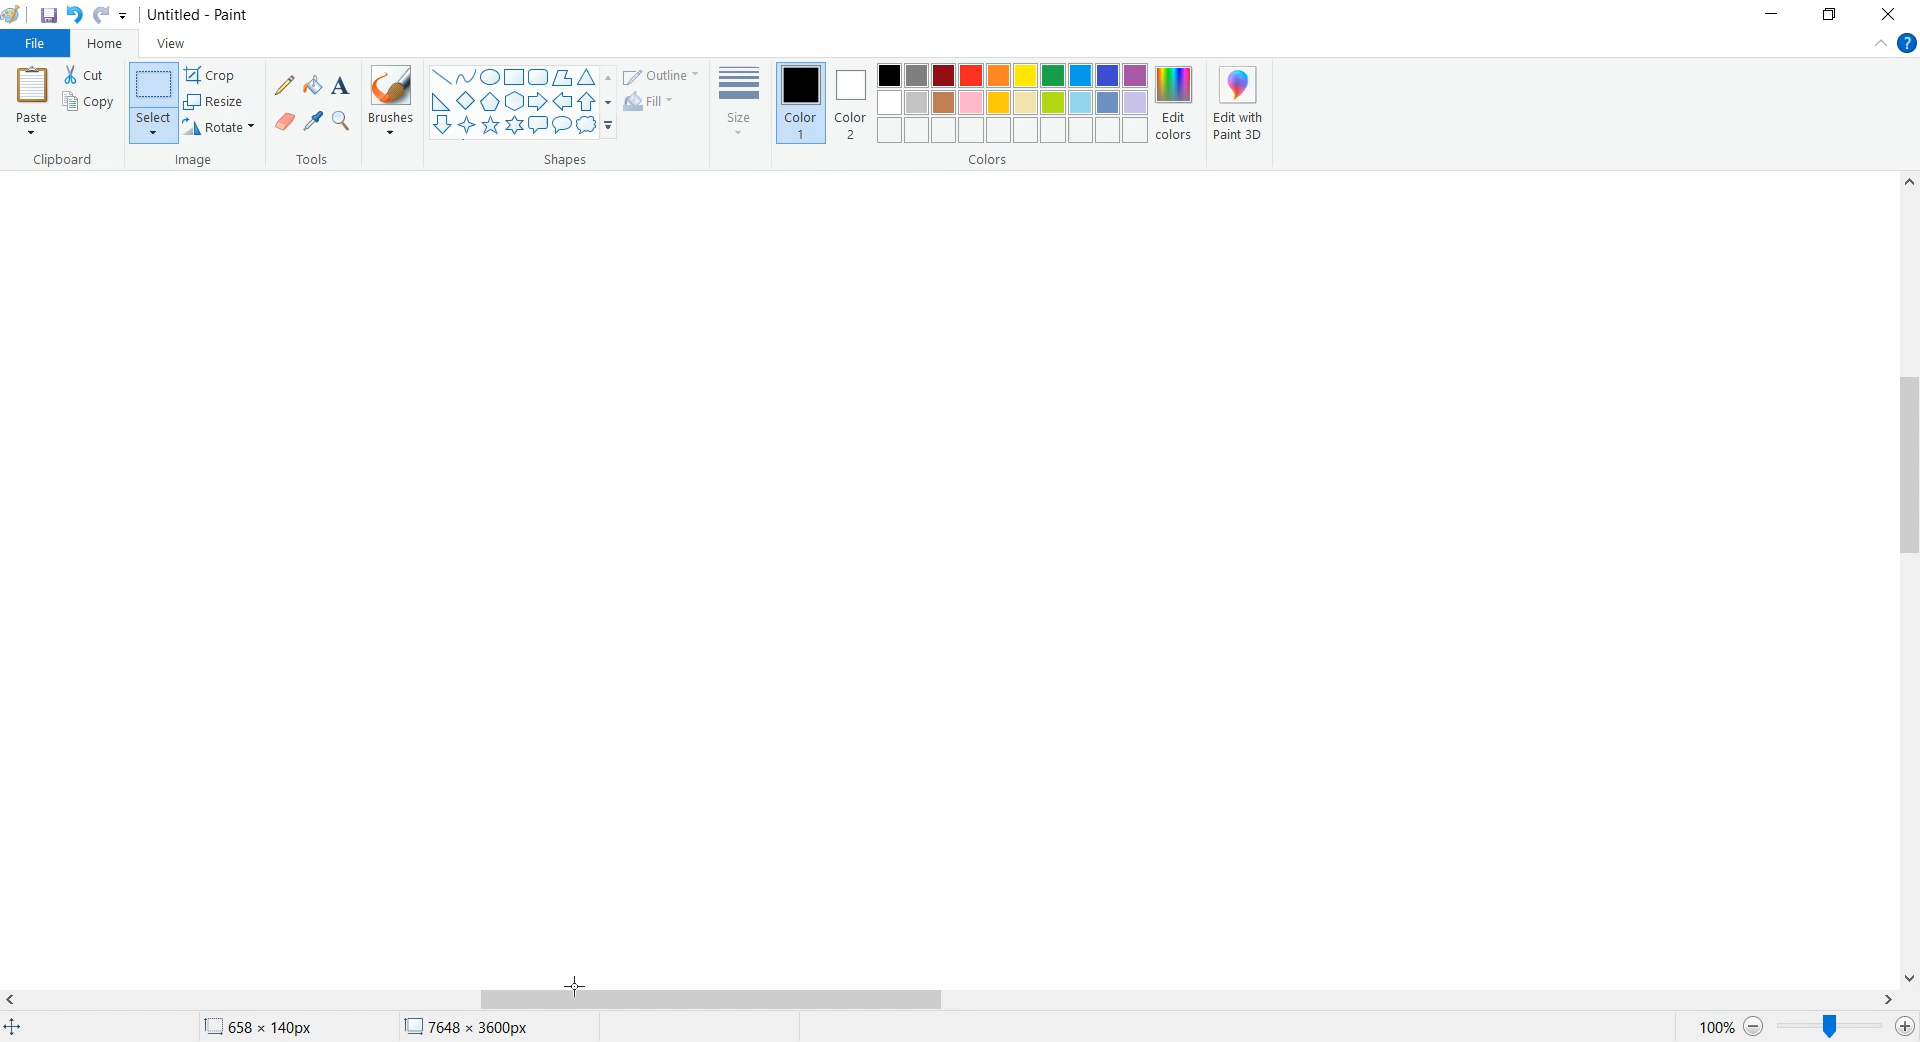 Untitled - Paint
File Home View
Paste
Cut
Copy
Clipboard
Select
Crop
Resize
Rotate
Image
Tools
Brushes
Shapes
Outline
Fill
Size
Color 1
Color 2
Colors
Edit colors
Edit with Paint 3D
658 × 140px
7648 × 3600px
100%